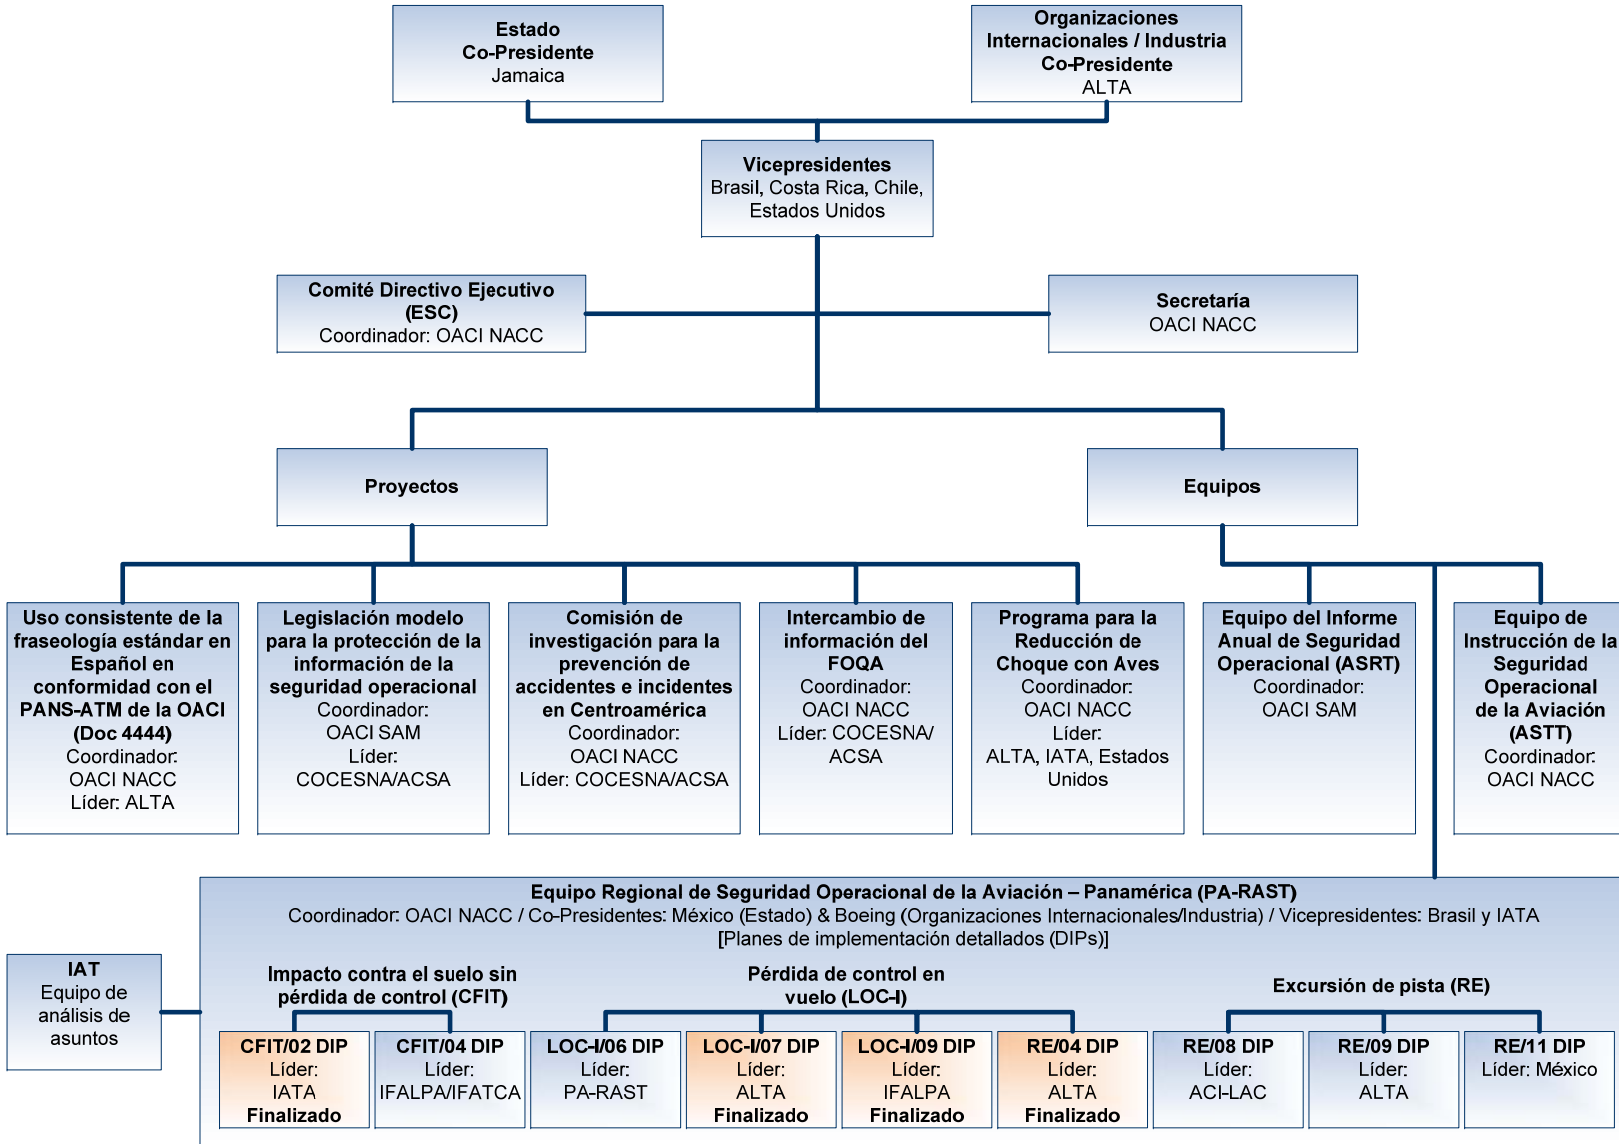 Estado
Co-Presidente
Jamaica
Organizaciones
Internacionales / Industria
Co-Presidente
ALTA
Vicepresidentes
Brasil, Costa Rica, Chile,
Estados Unidos
Comité Directivo Ejecutivo
(ESC)
Coordinador: OACI NACC
Secretaría
OACI NACC
Proyectos
Equipos
Uso consistente de la
fraseología estándar en
Español en
conformidad con el
PANS-ATM de la OACI
(Doc 4444)
Coordinador:
OACI NACC
Líder: ALTA
Legislación modelo
para la protección de la
información de la
seguridad operacional
Coordinador:
OACI SAM
Líder:
COCESNA/ACSA
Comisión de
investigación para la
prevención de
accidentes e incidentes
en Centroamérica
Coordinador:
OACI NACC
Líder: COCESNA/ACSA
Intercambio de
información del
FOQA
Coordinador:
OACI NACC
Líder: COCESNA/
ACSA
Programa para la
Reducción de
Choque con Aves
Coordinador:
OACI NACC
Líder:
ALTA, IATA, Estados
Unidos
Equipo del Informe
Anual de Seguridad
Operacional (ASRT)
Coordinador:
OACI SAM
Equipo de
Instrucción de la
Seguridad
Operacional
de la Aviación
(ASTT)
Coordinador:
OACI NACC
Equipo Regional de Seguridad Operacional de la Aviación – Panamérica (PA-RAST)
Coordinador: OACI NACC / Co-Presidentes: México (Estado) & Boeing (Organizaciones Internacionales/Industria) / Vicepresidentes: Brasil y IATA
[Planes de implementación detallados (DIPs)]
IAT
Equipo de
análisis de
asuntos
Impacto contra el suelo sin
pérdida de control (CFIT)
Pérdida de control en
vuelo (LOC-I)
Excursión de pista (RE)
CFIT/02 DIP
Líder:
IATA
Finalizado
CFIT/04 DIP
Líder:
IFALPA/IFATCA
LOC-I/06 DIP
Líder:
PA-RAST
LOC-I/07 DIP
Líder:
ALTA
Finalizado
LOC-I/09 DIP
Líder:
IFALPA
Finalizado
RE/04 DIP
Líder:
ALTA
Finalizado
RE/08 DIP
Líder:
ACI-LAC
RE/09 DIP
Líder:
ALTA
RE/11 DIP
Líder: México